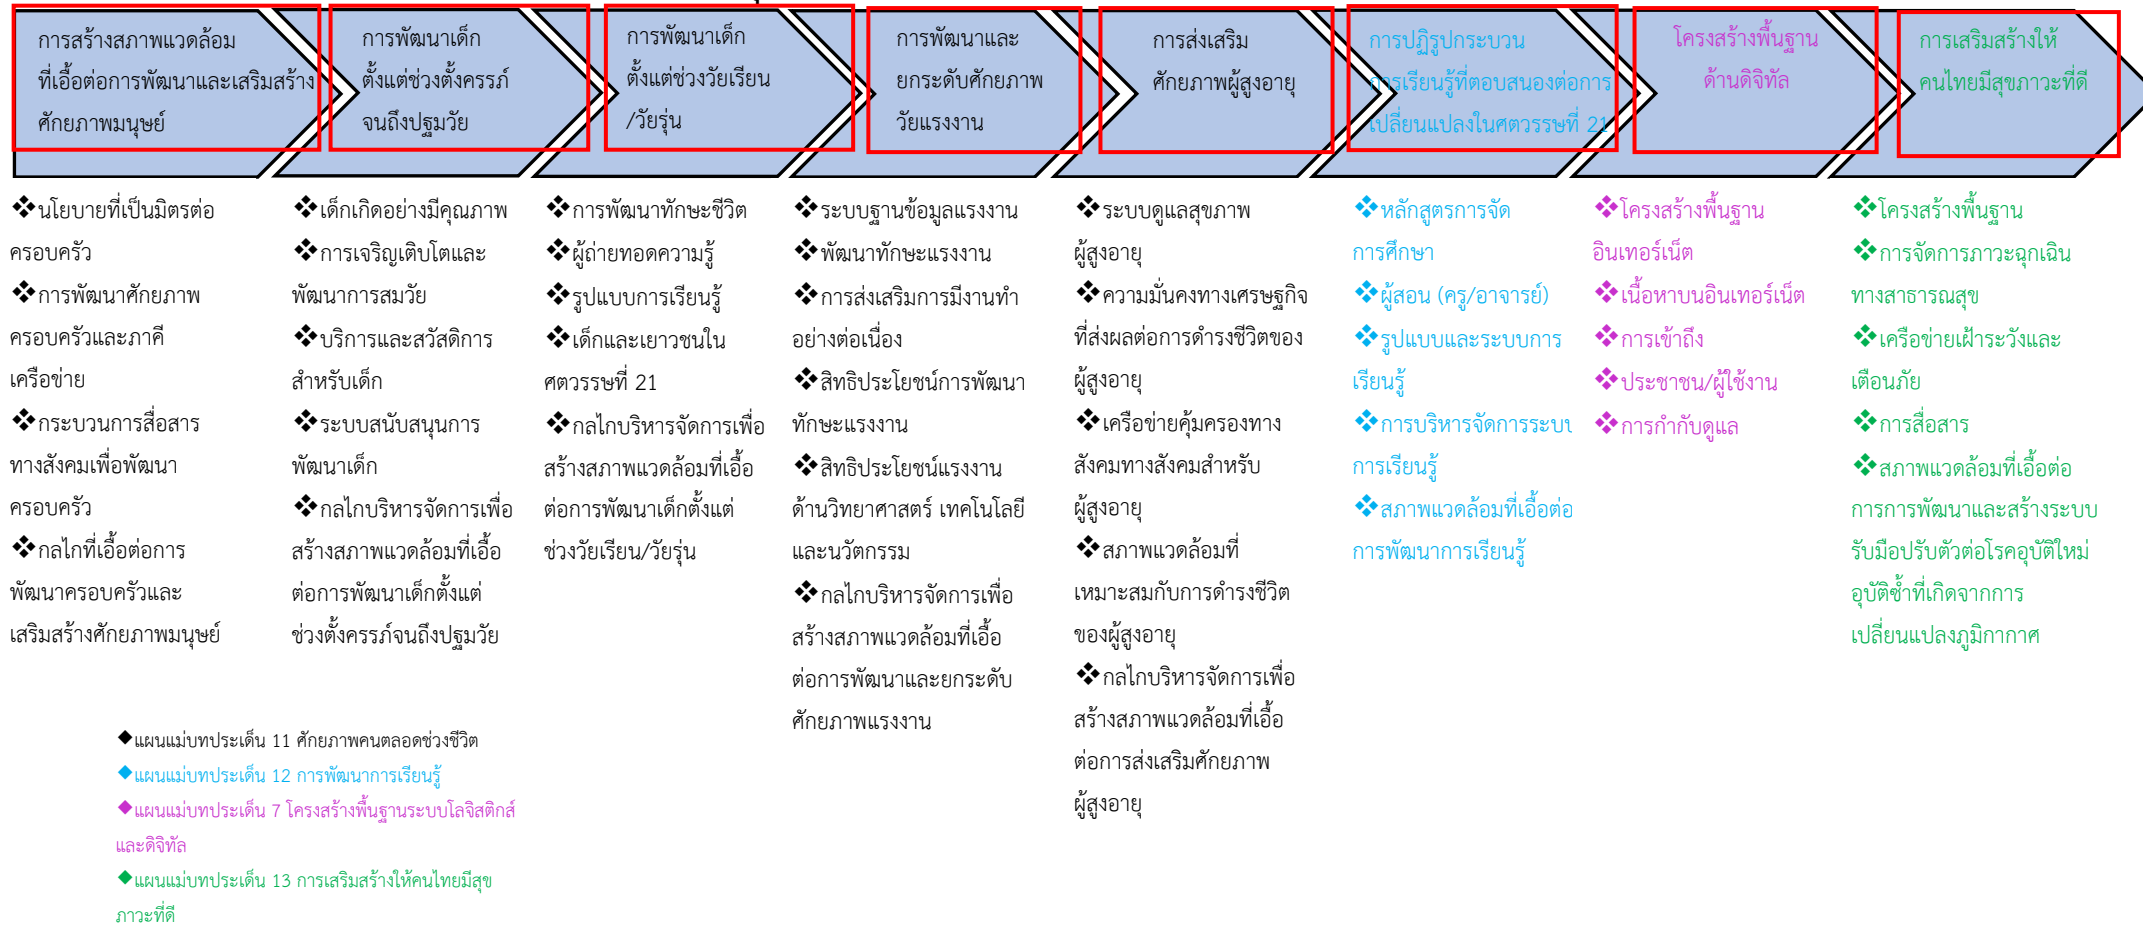 การสร้างสภาพแวดล้อม
ที่เอื้อต่อการพัฒนาและเสริมสร้าง
ศักยภาพมนุษย์
การพัฒนาเด็ก
ตั้งแต่ช่วงตั้งครรภ์
จนถึงปฐมวัย
การพัฒนาเด็ก
ตั้งแต่ช่วงวัยเรียน
/วัยรุ่น
การพัฒนาและ
ยกระดับศักยภาพ
วัยแรงงาน
การส่งเสริม
ศักยภาพผู้สูงอายุ
การปฏิรูปกระบวน
การเรียนรู้ที่ตอบสนองต่อการ
เปลี่ยนแปลงในศตวรรษที่ 21
โครงสร้างพื้นฐาน
ด้านดิจิทัล
การเสริมสร้างให้
คนไทยมีสุขภาวะที่ดี
❖นโยบายที่เป็นมิตรต่อ
ครอบครัว
❖การพัฒนาศักยภาพ
ครอบครัวและภาคี
เครือข่าย
❖กระบวนการสื่อสาร
ทางสังคมเพื่อพัฒนา
ครอบครัว
❖กลไกที่เอื้อต่อการ
พัฒนาครอบครัวและ
เสริมสร้างศักยภาพมนุษย์
❖เด็กเกิดอย่างมีคุณภาพ
❖การเจริญเติบโตและ
พัฒนาการสมวัย
❖บริการและสวัสดิการ
สำหรับเด็ก
❖ระบบสนับสนุนการ
พัฒนาเด็ก
❖กลไกบริหารจัดการเพื่อ
สร้างสภาพแวดล้อมที่เอื้อ
ต่อการพัฒนาเด็กตั้งแต่
ช่วงตั้งครรภ์จนถึงปฐมวัย
❖การพัฒนาทักษะชีวิต
❖ผู้ถ่ายทอดความรู้
❖รูปแบบการเรียนรู้
❖เด็กและเยาวชนใน
ศตวรรษที่ 21
❖กลไกบริหารจัดการเพื่อ
สร้างสภาพแวดล้อมที่เอื้อ
ต่อการพัฒนาเด็กตั้งแต่
ช่วงวัยเรียน/วัยรุ่น
❖ระบบฐานข้อมูลแรงงาน
❖พัฒนาทักษะแรงงาน
❖การส่งเสริมการมีงานทำ
อย่างต่อเนื่อง
❖สิทธิประโยชน์การพัฒนา
ทักษะแรงงาน
❖สิทธิประโยชน์แรงงาน
ด้านวิทยาศาสตร์ เทคโนโลยี
และนวัตกรรม
❖กลไกบริหารจัดการเพื่อ
สร้างสภาพแวดล้อมที่เอื้อ
ต่อการพัฒนาและยกระดับ
ศักยภาพแรงงาน
❖ระบบดูแลสุขภาพ
ผู้สูงอายุ
❖ความมั่นคงทางเศรษฐกิจ
ที่ส่งผลต่อการดำรงชีวิตของ
ผู้สูงอายุ
❖เครือข่ายคุ้มครองทาง
สังคมทางสังคมสำหรับ
ผู้สูงอายุ
❖สภาพแวดล้อมที่
เหมาะสมกับการดำรงชีวิต
ของผู้สูงอายุ
❖กลไกบริหารจัดการเพื่อ
สร้างสภาพแวดล้อมที่เอื้อ
ต่อการส่งเสริมศักยภาพ
ผู้สูงอายุ
❖หลักสูตรการจัด
การศึกษา
❖ผู้สอน (ครู/อาจารย์)
❖รูปแบบและระบบการ
เรียนรู้
❖การบริหารจัดการระบบ
การเรียนรู้
❖สภาพแวดล้อมที่เอื้อต่อ
การพัฒนาการเรียนรู้
❖โครงสร้างพื้นฐาน
อินเทอร์เน็ต
❖เนื้อหาบนอินเทอร์เน็ต
❖การเข้าถึง
❖ประชาชน/ผู้ใช้งาน
❖การกำกับดูแล
❖โครงสร้างพื้นฐาน
❖การจัดการภาวะฉุกเฉิน
ทางสาธารณสุข
❖เครือข่ายเฝ้าระวังและ
เตือนภัย
❖การสื่อสาร
❖สภาพแวดล้อมที่เอื้อต่อ
การการพัฒนาและสร้างระบบ
รับมือปรับตัวต่อโรคอุบัติใหม่
อุบัติซ้ำที่เกิดจากการ
เปลี่ยนแปลงภูมิกากาศ
◆แผนแม่บทประเด็น 11 ศักยภาพคนตลอดช่วงชีวิต
◆แผนแม่บทประเด็น 12 การพัฒนาการเรียนรู้
◆แผนแม่บทประเด็น 7 โครงสร้างพื้นฐานระบบโลจิสติกส์
และดิจิทัล
◆แผนแม่บทประเด็น 13 การเสริมสร้างให้คนไทยมีสุข
ภาวะที่ดี